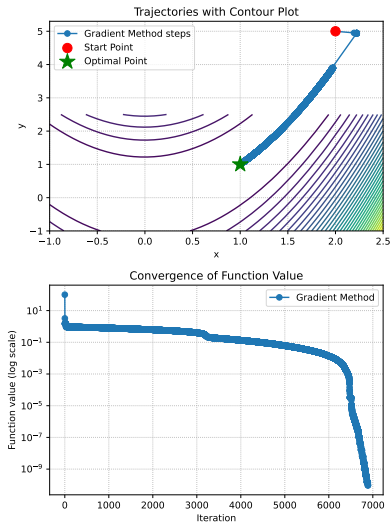 Trajectories with Contour Plot
Gradient Method steps
Start Point
Optimal Point
y
5
4
3
2
1
0
−1
−1.0
−0.5
0.0
0.5
1.0
1.5
2.0
2.5
x
Convergence of Function Value
Gradient Method
Function value (log scale)
10^1
10^−1
10^−3
10^−5
10^−7
10^−9
0
1000
2000
3000
4000
5000
6000
7000
Iteration